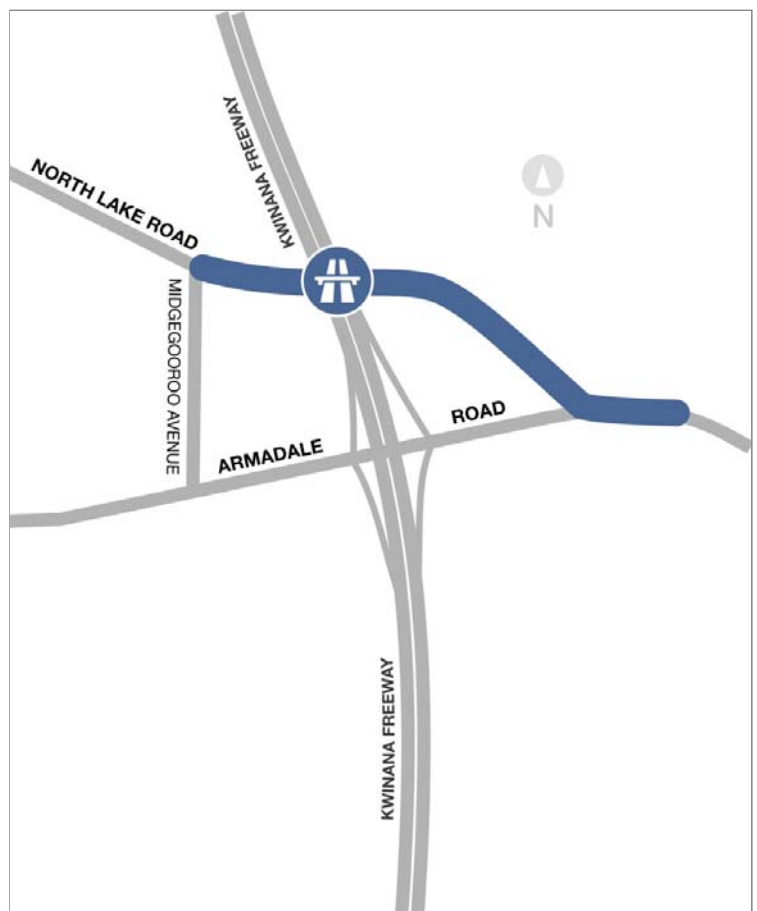 KWINANA FREEWAY
NORTH LAKE ROAD
N
MIDGEGOOROO AVENUE
ARMADALE
ROAD
KWINANA FREEWAY